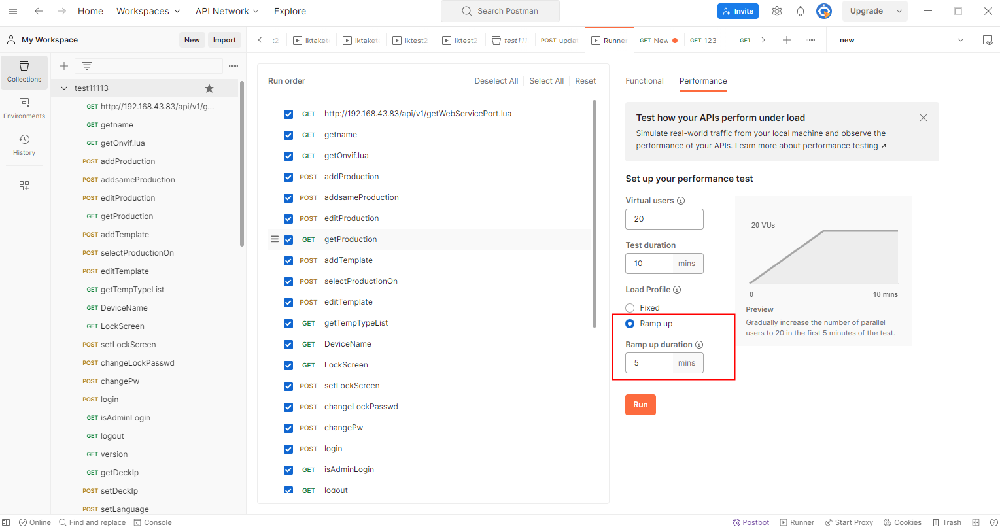 Home
Workspaces
API Network
Explore
Search Postman
Invite
Upgrade
My Workspace
New
Import
lktaket
lktaket
lktest2
lktest2
test111
POST updat
Runner
GET New
GET 123
GET
new
Collections
Environments
History
test11113
GET http://192.168.43.83/api/v1/g...
GET getname
GET getOnvif.lua
POST addProduction
POST addsameProduction
POST editProduction
GET getProduction
POST addTemplate
POST selectProductionOn
POST editTemplate
GET getTempTypeList
GET DeviceName
GET LockScreen
POST setLockScreen
POST changeLockPasswd
POST changePw
POST login
GET isAdminLogin
GET logout
GET version
GET getDeckIp
POST setDeckIp
POST setLanguage
Run order
Deselect All
Select All
Reset
GET http://192.168.43.83/api/v1/getWebServicePort.lua
GET getname
GET getOnvif.lua
POST addProduction
POST addsameProduction
POST editProduction
GET getProduction
POST addTemplate
POST selectProductionOn
POST editTemplate
GET getTempTypeList
GET DeviceName
GET LockScreen
POST setLockScreen
POST changeLockPasswd
POST changePw
POST login
GET isAdminLogin
GET logout
Functional
Performance
Test how your APIs perform under load
Simulate real-world traffic from your local machine and observe the
performance of your APIs. Learn more about performance testing ↗
Set up your performance test
Virtual users
20
Test duration
10 mins
Load Profile
Fixed
Ramp up
Ramp up duration
5 mins
Run
20 VUs
0
10 mins
Preview
Gradually increase the number of parallel
users to 20 in the first 5 minutes of the test.
Online
Find and replace
Console
Postbot
Runner
Start Proxy
Cookies
Trash